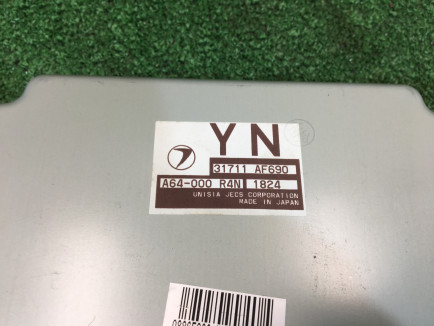 YN
31711 AF690
A64-000 R4N 1824
UNISIA JECS CORPORATION
MADE IN JAPAN